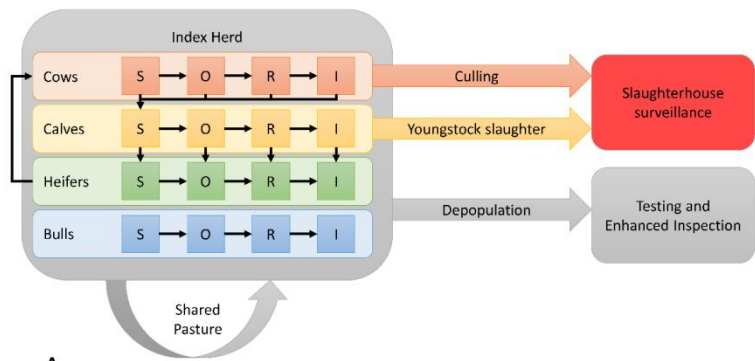 Index Herd
Cows S O R I
Culling
Slaughterhouse
surveillance
Calves S O R I
Youngstock slaughter
Heifers S O R I
Depopulation
Testing and
Enhanced Inspection
Bulls S O R I
Shared
Pasture